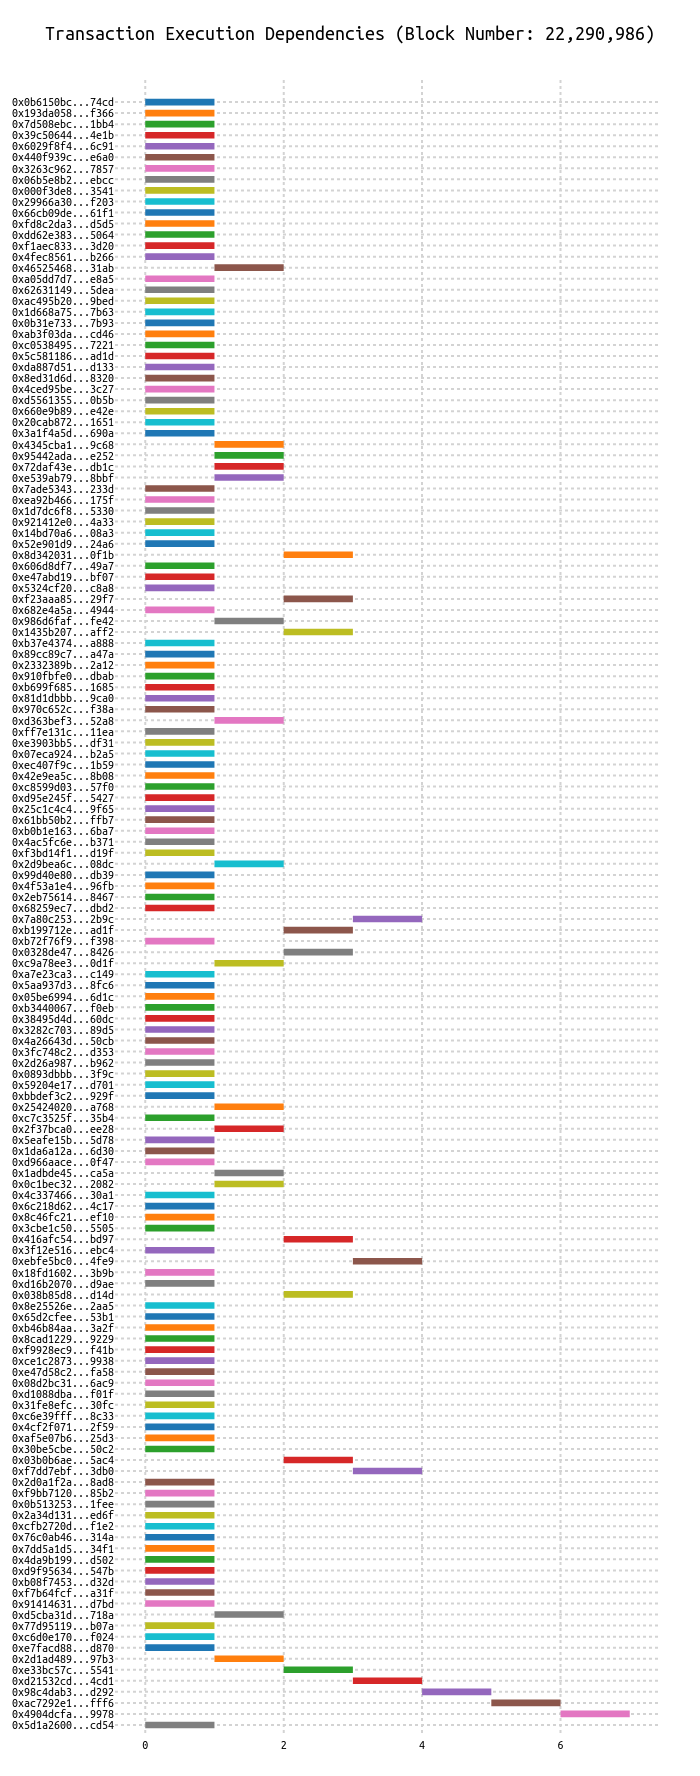 Transaction Execution Dependencies (Block Number: 22,290,986)
0x0b6150bc...74cd
0x193da058...f366
0x7d508ebc...1bb4
0x39c50644...4e1b
0x6029f8f4...6c91
0x440f939c...e6a0
0x3263c962...7857
0x06b5e8b2...ebcc
0x000f3de8...3541
0x29966a30...f203
0x66cb09de...61f1
0xfd8c2da3...d5d5
0xdd62e383...5064
0xf1aec833...3d20
0x4fec8561...b266
0x46525468...31ab
0xa05dd7d7...e8a5
0x62631149...5dea
0xac495b20...9bed
0x1d668a75...7b63
0x0b31e733...7b93
0xab3f03da...cd46
0xc0538495...7221
0x5c581186...ad1d
0xda887d51...d133
0x8ed31d6d...8320
0x4ced95be...3c27
0xd5561355...0b5b
0x660e9b89...e42e
0x20cab872...1651
0x3a1f4a5d...690a
0x4345cba1...9c68
0x95442ada...e252
0x72daf43e...db1c
0xe539ab79...8bbf
0x7ade5343...233d
0xea92b466...175f
0x1d7dc6f8...5330
0x921412e0...4a33
0x14bd70a6...08a3
0x52e901d9...24a6
0x8d342031...0f1b
0x606d8df7...49a7
0xe47abd19...bf07
0x5324cf20...c8a8
0xf23aaa85...29f7
0x682e4a5a...4944
0x986d6faf...fe42
0x1435b207...aff2
0xb37e4374...a888
0x89cc89c7...a47a
0x2332389b...2a12
0x910fbfe0...dbab
0xb699f685...1685
0x81d1dbbb...9ca0
0x970c652c...f38a
0xd363bef3...52a8
0xff7e131c...11ea
0xe3903bb5...df31
0x07eca924...b2a5
0xec407f9c...1b59
0x42e9ea5c...8b08
0xc8599d03...57f0
0xd95e245f...5427
0x25c1c4c4...9f65
0x61bb50b2...ffb7
0xb0b1e163...6ba7
0x4ac5fc6e...b371
0xf3bd14f1...d19f
0x2d9bea6c...08dc
0x99d40e80...db39
0x4f53a1e4...96fb
0x2eb75614...8467
0x68259ec7...dbd2
0x7a80c253...2b9c
0xb199712e...ad1f
0xb72f76f9...f398
0x0328de47...8426
0xc9a78ee3...0d1f
0xa7e23ca3...c149
0x5aa937d3...8fc6
0x05be6994...6d1c
0xb3440067...f0eb
0x38495d4d...60dc
0x3282c703...89d5
0x4a26643d...50cb
0x3fc748c2...d353
0x2d26a987...b962
0x0893dbbb...3f9c
0x59204e17...d701
0xbbdef3c2...929f
0x25424020...a768
0xc7c3525f...35b4
0x2f37bca0...ee28
0x5eafe15b...5d78
0x1da6a12a...6d30
0xd966aace...0f47
0x1adbde45...ca5a
0x0c1bec32...2082
0x4c337466...30a1
0x6c218d62...4c17
0x8c46fc21...ef10
0x3cbe1c50...5505
0x416afc54...bd97
0x3f12e516...ebc4
0xebfe5bc0...4fe9
0x18fd1602...3b9b
0xd16b2070...d9ae
0x038b85d8...d14d
0x8e25526e...2aa5
0x65d2cfee...53b1
0xb46b84aa...3a2f
0x8cad1229...9229
0xf9928ec9...f41b
0xce1c2873...9938
0xe47d58c2...fa58
0x08d2bc31...6ac9
0xd1088dba...f01f
0x31fe8efc...30fc
0xc6e39fff...8c33
0x4cf2f071...2f59
0xaf5e07b6...25d3
0x30be5cbe...50c2
0x03b0b6ae...5ac4
0xf7dd7ebf...3db0
0x2d0a1f2a...8ad8
0xf9bb7120...85b2
0x0b513253...1fee
0x2a34d131...ed6f
0xcfb2720d...f1e2
0x76c0ab46...314a
0x7dd5a1d5...34f1
0x4da9b199...d502
0xd9f95634...547b
0xb08f7453...d32d
0xf7b64fcf...a31f
0x91414631...d7bd
0xd5cba31d...718a
0x77d95119...b07a
0xc6d0e170...f024
0xe7facd88...d870
0x2d1ad489...97b3
0xe33bc57c...5541
0xd21532cd...4cd1
0x98c4dab3...d292
0xac7292e1...fff6
0x4904dcfa...9978
0x5d1a2600...cd54
0 2 4 6